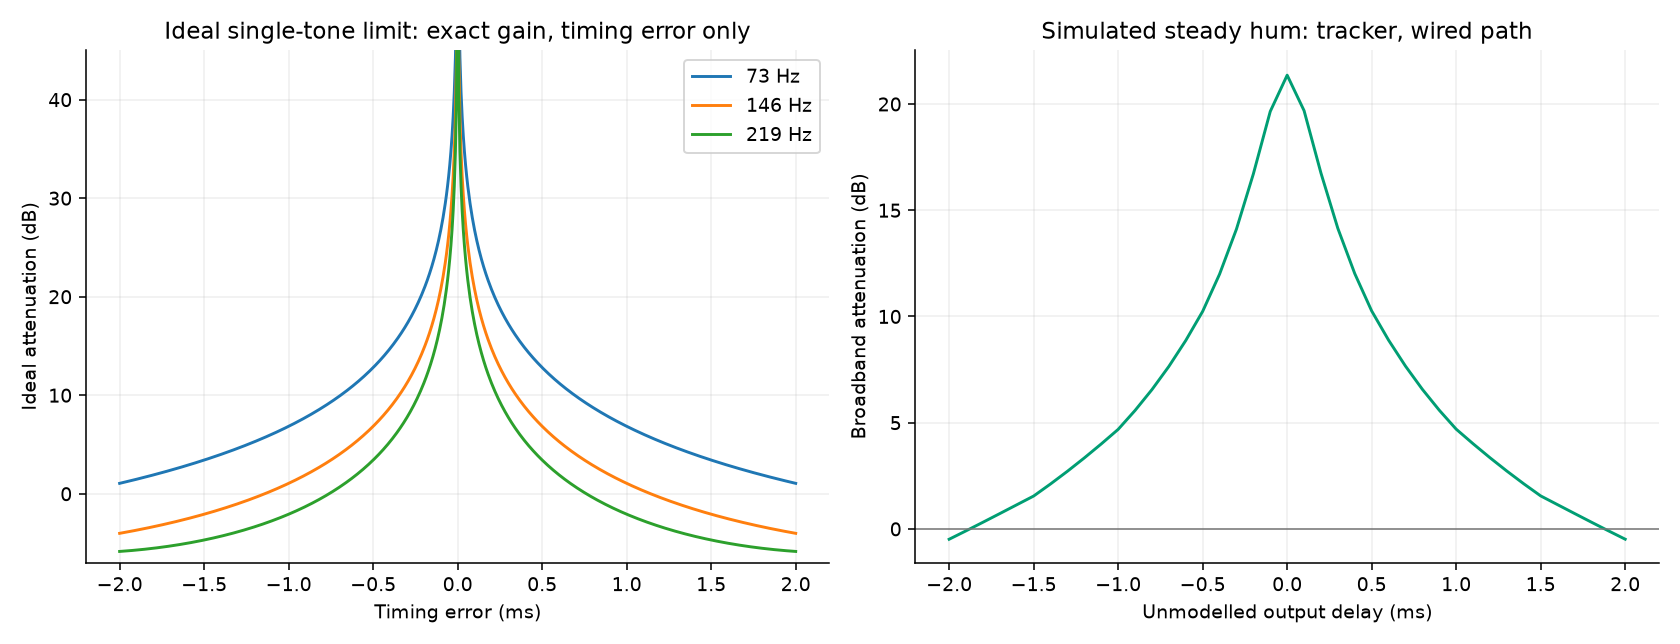 Ideal single-tone limit: exact gain, timing error only
73 Hz
146 Hz
219 Hz
Ideal attenuation (dB)
40
30
20
10
0
−2.0 −1.5 −1.0 −0.5 0.0 0.5 1.0 1.5 2.0
Timing error (ms)
Simulated steady hum: tracker, wired path
Broadband attenuation (dB)
20
15
10
5
0
−2.0 −1.5 −1.0 −0.5 0.0 0.5 1.0 1.5 2.0
Unmodelled output delay (ms)